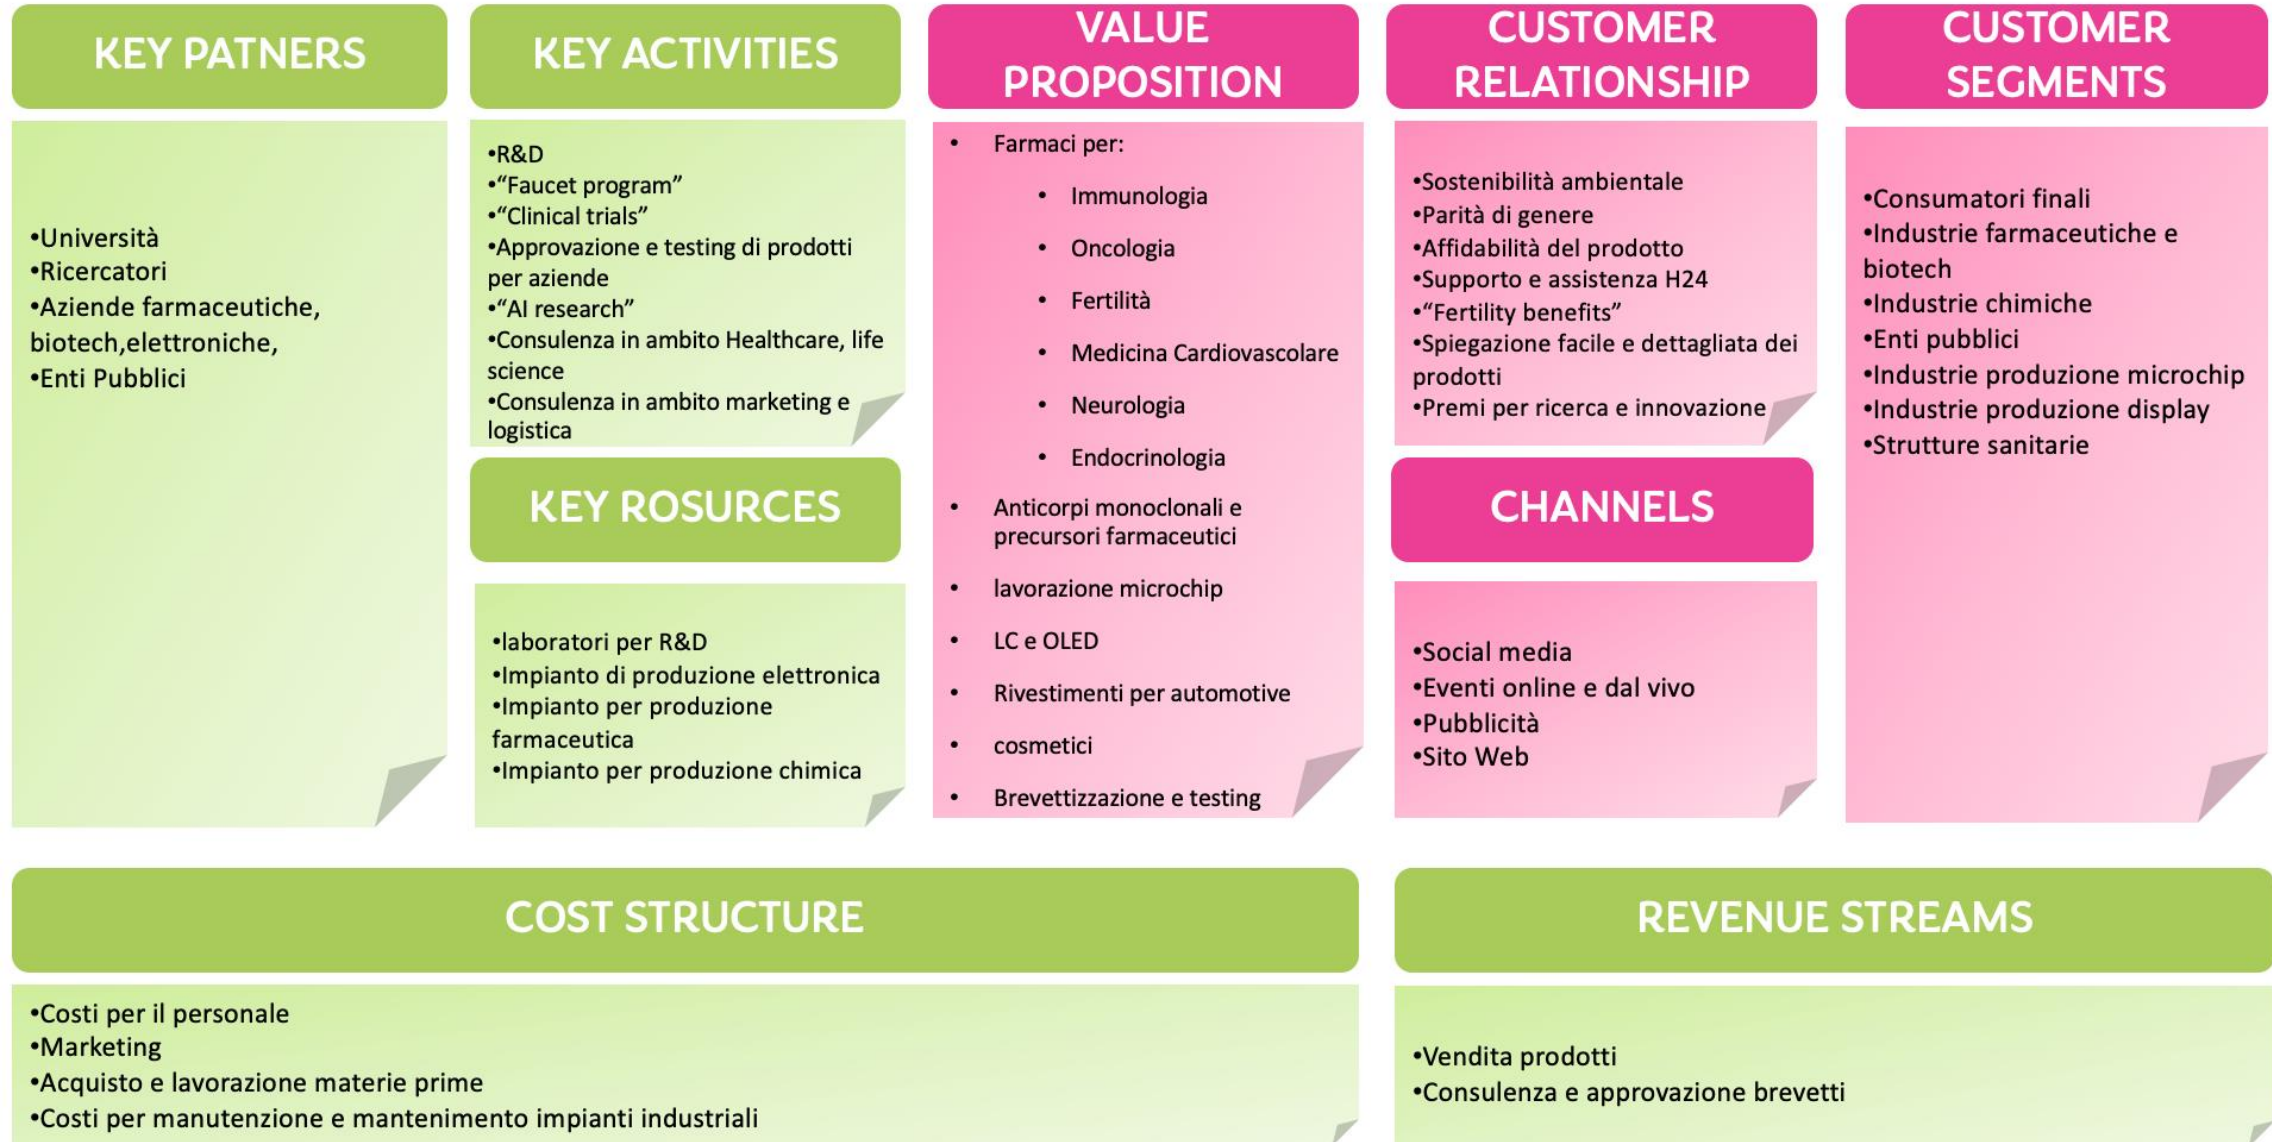 KEY PATNERS
•Università
•Ricercatori
•Aziende farmaceutiche,
biotech,elettroniche,
•Enti Pubblici
KEY ACTIVITIES
•R&D
•“Faucet program”
•“Clinical trials”
•Approvazione e testing di prodotti
per aziende
•“AI research”
•Consulenza in ambito Healthcare, life
science
•Consulenza in ambito marketing e
logistica
KEY ROSURCES
•laboratori per R&D
•Impianto di produzione elettronica
•Impianto per produzione
farmaceutica
•Impianto per produzione chimica
VALUE
PROPOSITION
• Farmaci per:
• Immunologia
• Oncologia
• Fertilità
• Medicina Cardiovascolare
• Neurologia
• Endocrinologia
• Anticorpi monoclonali e
precursori farmaceutici
• lavorazione microchip
• LC e OLED
• Rivestimenti per automotive
• cosmetici
• Brevettizzazione e testing
CUSTOMER
RELATIONSHIP
•Sostenibilità ambientale
•Parità di genere
•Affidabilità del prodotto
•Supporto e assistenza H24
•“Fertility benefits”
•Spiegazione facile e dettagliata dei
prodotti
•Premi per ricerca e innovazione
CHANNELS
•Social media
•Eventi online e dal vivo
•Pubblicità
•Sito Web
CUSTOMER
SEGMENTS
•Consumatori finali
•Industrie farmaceutiche e
biotech
•Industrie chimiche
•Enti pubblici
•Industrie produzione microchip
•Industrie produzione display
•Strutture sanitarie
COST STRUCTURE
•Costi per il personale
•Marketing
•Acquisto e lavorazione materie prime
•Costi per manutenzione e mantenimento impianti industriali
REVENUE STREAMS
•Vendita prodotti
•Consulenza e approvazione brevetti